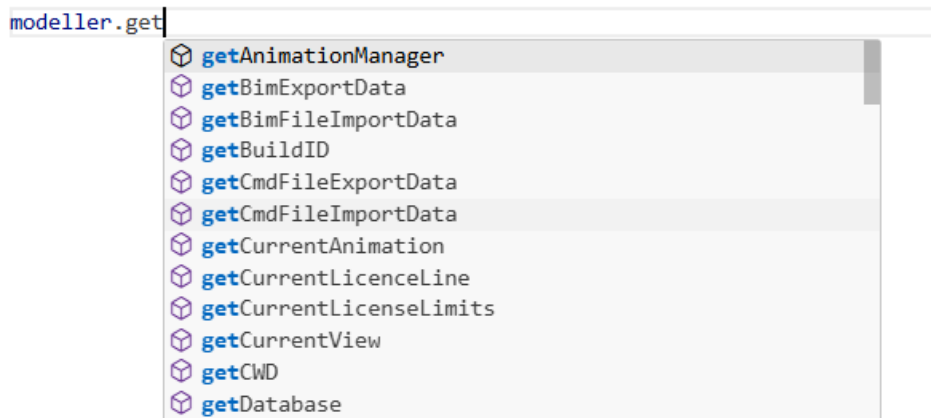 modeller.get
getAnimationManager
getBimExportData
getBimFileImportData
getBuildID
getCmdFileExportData
getCmdFileImportData
getCurrentAnimation
getCurrentLicenceLine
getCurrentLicenseLimits
getCurrentView
getCWD
getDatabase